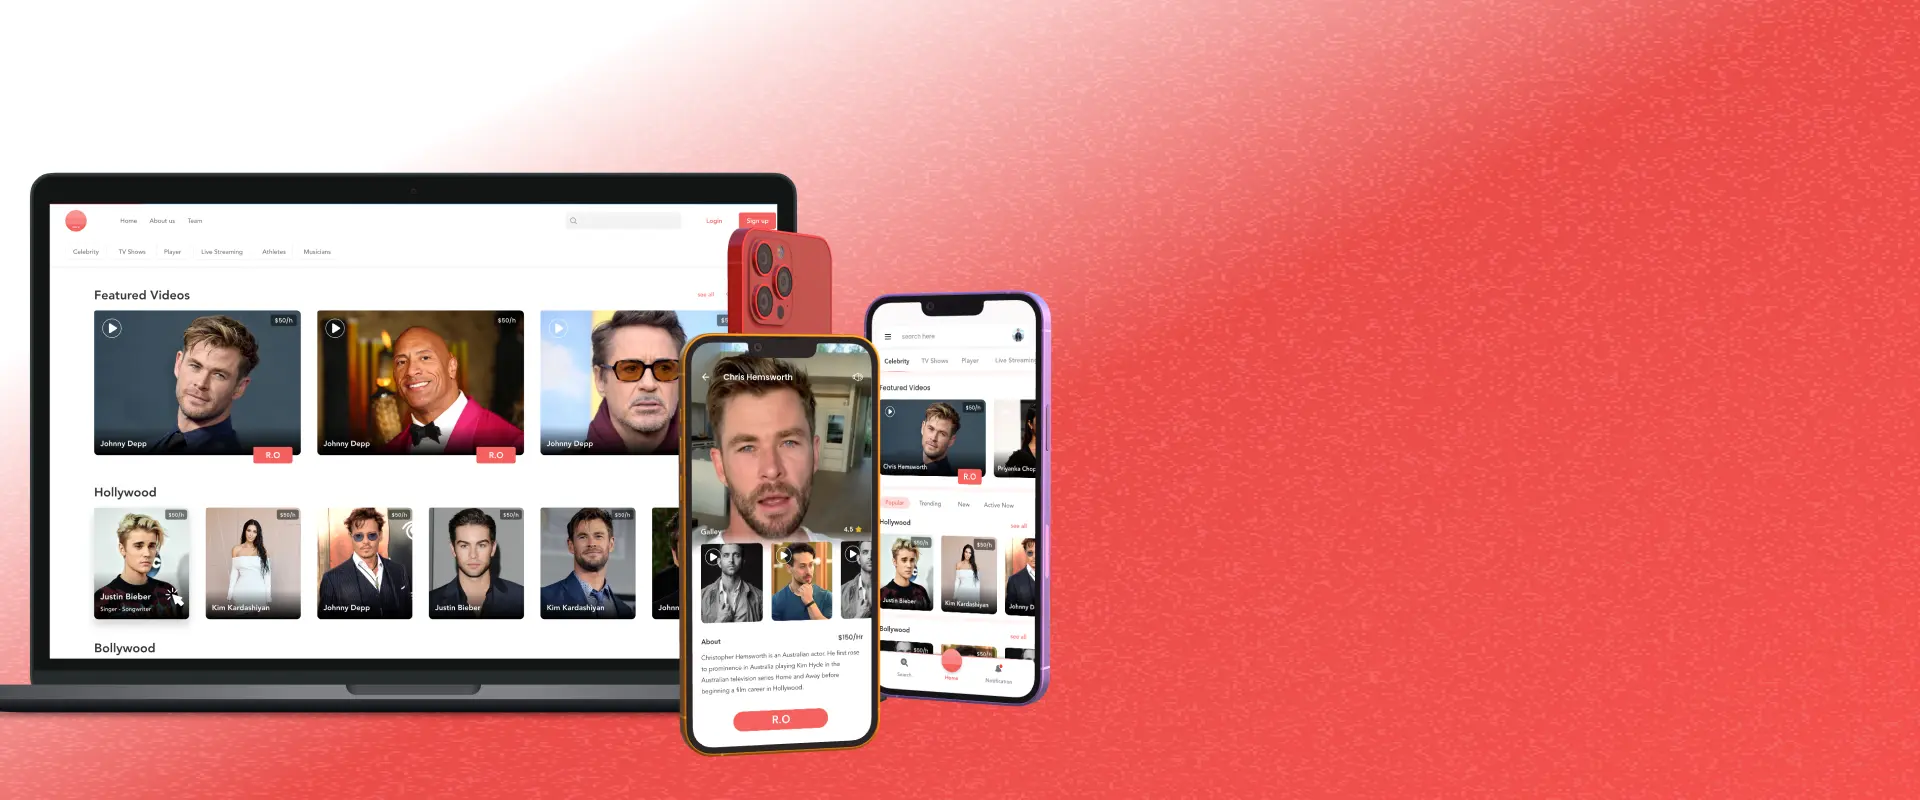 Home About us Team
Login
Sign up
Celebrity TV Shows Player Live Streaming Athletes Musicians
Featured Videos
see all
$50/h
Johnny Depp
R.O
$50/h
Johnny Depp
R.O
Johnny Depp
Hollywood
$50/h
Justin Bieber
Singer - Songwriter
$50/h
Kim Kardashiyan
$50/h
Johnny Depp
$50/h
Justin Bieber
$50/h
Kim Kardashiyan
Johnn
Bollywood
Chris Hemsworth
Galley
4.5
About
$150/Hr
Christopher Hemsworth is an Australian actor. He first rose
to prominence in Australia playing Kim Hyde in the
Australian television series Home and Away before
beginning a film career in Hollywood.
R.O
search here
Celebrity TV Shows Player Live Streaming
Featured Videos
$50/h
Chris Hemsworth
R.O
Priyanka Chop
Popular Trending New Active Now
Hollywood
see all
$50/h
Justin Bieber
$50/h
Kim Kardashiyan
Johnny D
Bollywood
see all
$50/h
$50/h
Search
Home
Notification